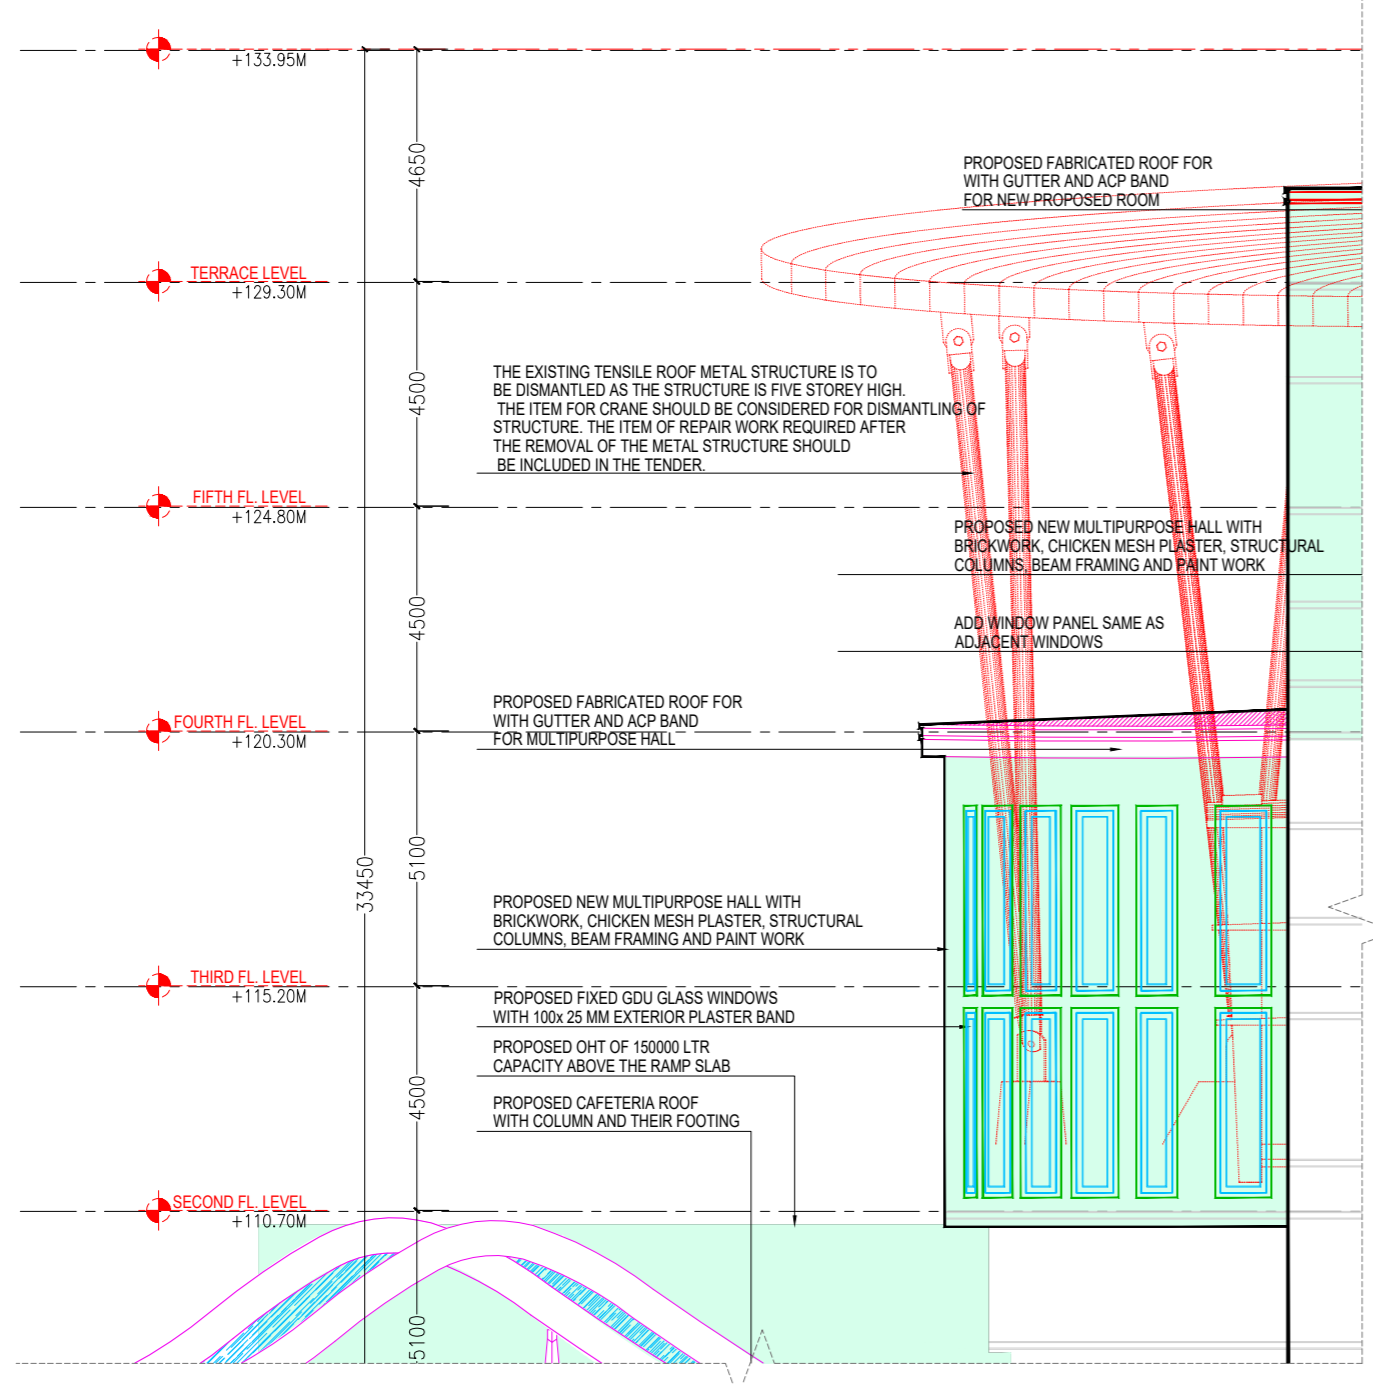 +133.95M
4650
PROPOSED FABRICATED ROOF FOR
WITH GUTTER AND ACP BAND
FOR NEW PROPOSED ROOM
TERRACE LEVEL
+129.30M
4500
THE EXISTING TENSILE ROOF METAL STRUCTURE IS TO
BE DISMANTLED AS THE STRUCTURE IS FIVE STOREY HIGH.
THE ITEM FOR CRANE SHOULD BE CONSIDERED FOR DISMANTLING OF
STRUCTURE. THE ITEM OF REPAIR WORK REQUIRED AFTER
THE REMOVAL OF THE METAL STRUCTURE SHOULD
BE INCLUDED IN THE TENDER.
FIFTH FL. LEVEL
+124.80M
PROPOSED NEW MULTIPURPOSE HALL WITH
BRICKWORK, CHICKEN MESH PLASTER, STRUCTURAL
COLUMNS, BEAM FRAMING AND PAINT WORK
4500
ADD WINDOW PANEL SAME AS
ADJACENT WINDOWS
PROPOSED FABRICATED ROOF FOR
WITH GUTTER AND ACP BAND
FOR MULTIPURPOSE HALL
FOURTH FL. LEVEL
+120.30M
33450
5100
PROPOSED NEW MULTIPURPOSE HALL WITH
BRICKWORK, CHICKEN MESH PLASTER, STRUCTURAL
COLUMNS, BEAM FRAMING AND PAINT WORK
THIRD FL. LEVEL
+115.20M
PROPOSED FIXED GDU GLASS WINDOWS
WITH 100x 25 MM EXTERIOR PLASTER BAND
PROPOSED OHT OF 150000 LTR
CAPACITY ABOVE THE RAMP SLAB
4500
PROPOSED CAFETERIA ROOF
WITH COLUMN AND THEIR FOOTING
SECOND FL. LEVEL
+110.70M
5100